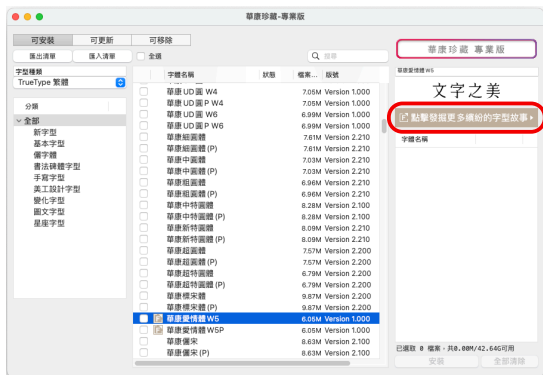 華康珍藏-專業版
可安裝 可更新 可移除
匯出清單 匯入清單 全選 搜尋
字型種類
TrueType 繁體
分類
全部
新字型
基本字型
儷字體
書法碑體字型
手寫字型
美工設計字型
變化字型
圖文字型
星座字型
字體名稱 狀態 檔案... 版號
華康 UD 圓 W4 7.05M Version 1.000
華康 UD 圓 P W4 7.05M Version 1.000
華康 UD 圓 W6 6.99M Version 1.000
華康 UD 圓 P W6 6.99M Version 1.000
華康細圓體 7.61M Version 2.210
華康細圓體 (P) 7.61M Version 2.210
華康中圓體 7.03M Version 2.210
華康中圓體 (P) 7.03M Version 2.210
華康粗圓體 6.96M Version 2.210
華康粗圓體 (P) 6.96M Version 2.210
華康中特圓體 8.28M Version 2.100
華康中特圓體 (P) 8.28M Version 2.100
華康新特圓體 8.09M Version 2.210
華康新特圓體 (P) 8.09M Version 2.210
華康超圓體 7.57M Version 2.200
華康超圓體 (P) 7.57M Version 2.200
華康超特圓體 6.79M Version 2.200
華康超特圓體 (P) 6.79M Version 2.200
華康標宋體 9.87M Version 2.200
華康標宋體 (P) 9.87M Version 2.200
華康愛情體 W5 6.05M Version 1.000
華康愛情體 W5P 6.05M Version 1.000
華康儷宋 8.63M Version 2.100
華康儷宋 (P) 8.63M Version 2.100
華康珍藏 專業版
華康愛情體 W5
文字之美
點擊發掘更多繽紛的字型故事
字體名稱
已選取 0 檔案,共0.00M/42.64G可用
安裝 全部清除